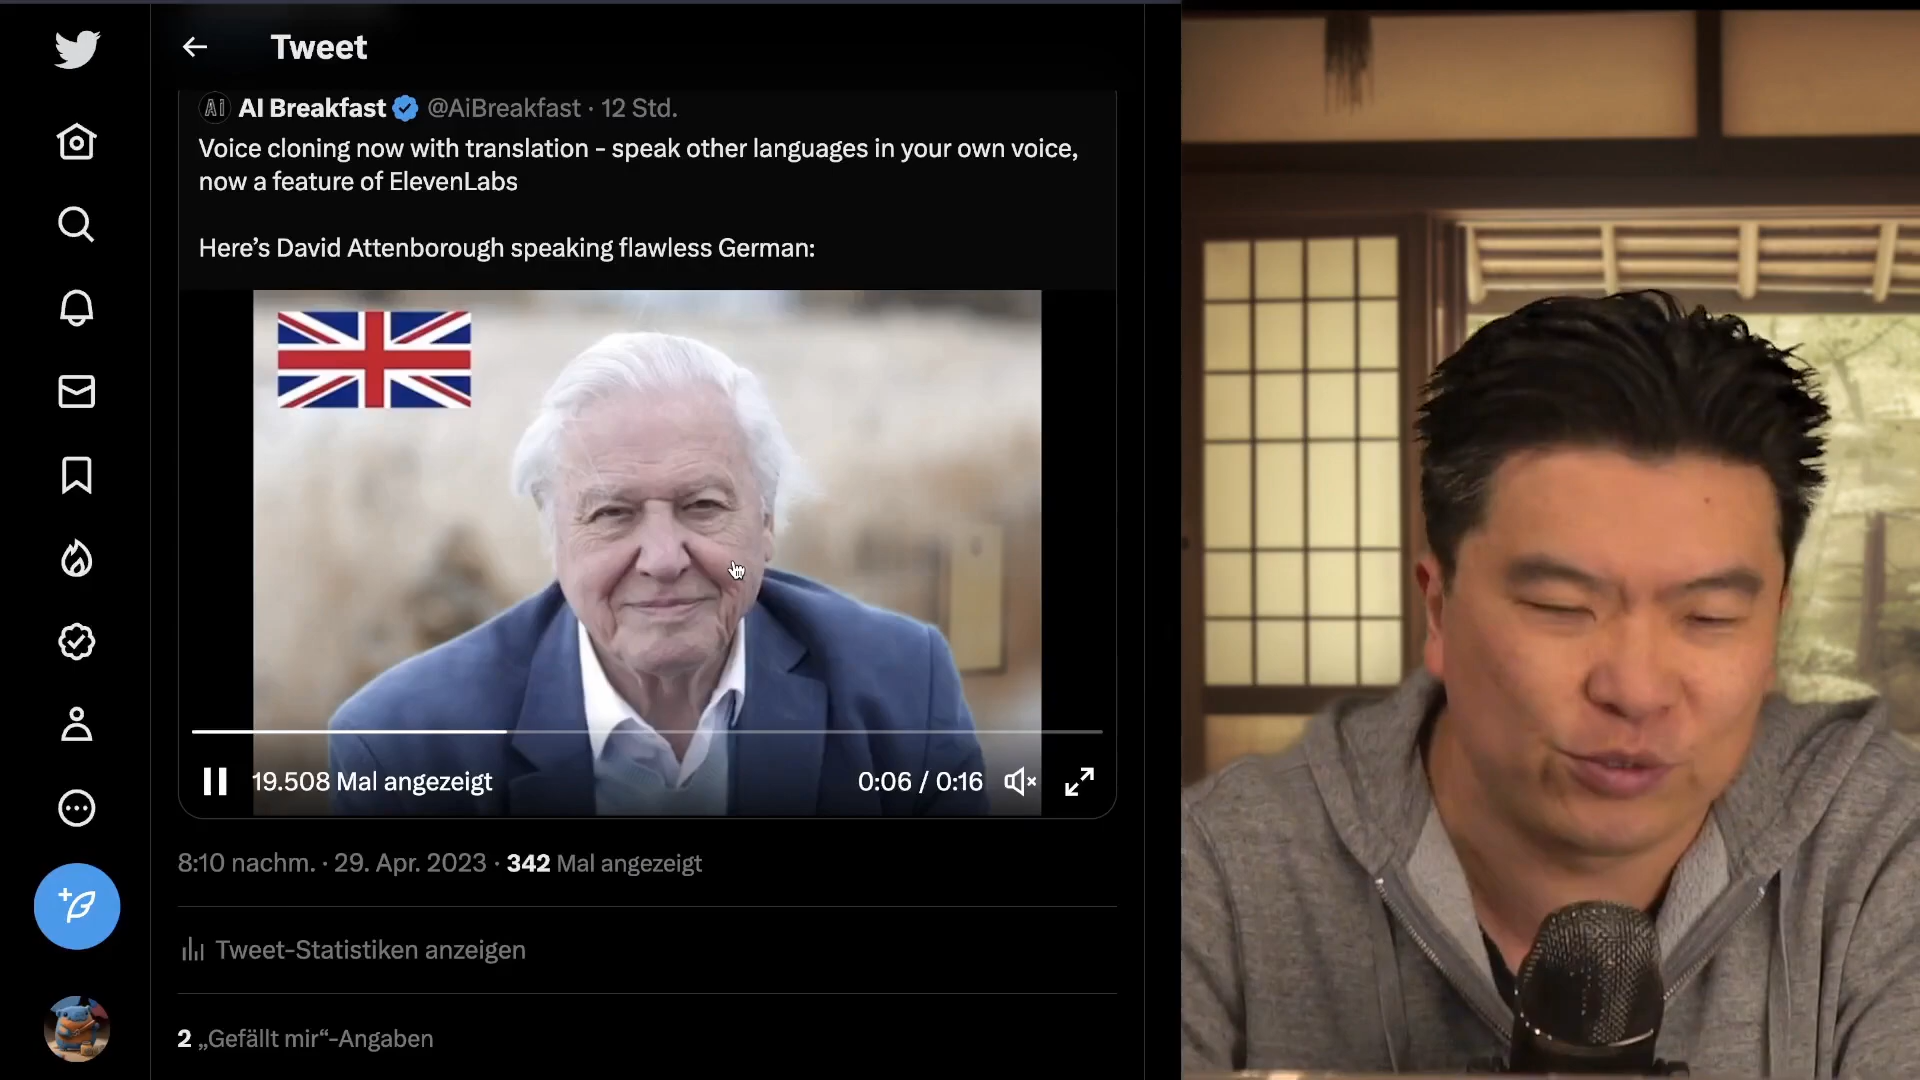 Tweet
Ai AI Breakfast @AiBreakfast · 12 Std.
Voice cloning now with translation - speak other languages in your own voice,
now a feature of ElevenLabs
Here’s David Attenborough speaking flawless German:
19.508 Mal angezeigt 0:06 / 0:16
8:10 nachm. · 29. Apr. 2023 · 342 Mal angezeigt
Tweet-Statistiken anzeigen
2 „Gefällt mir“-Angaben